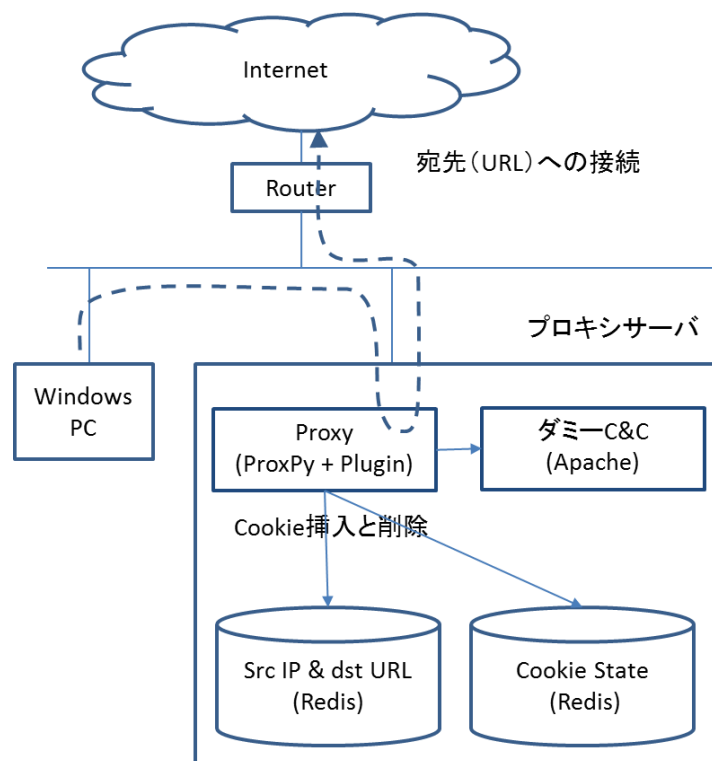 Internet
宛先(URL)への接続
Router
プロキシサーバ
Windows
PC
Proxy
(ProxPy + Plugin)
ダミーC&C
(Apache)
Cookie挿入と削除
Src IP & dst URL
(Redis)
Cookie State
(Redis)